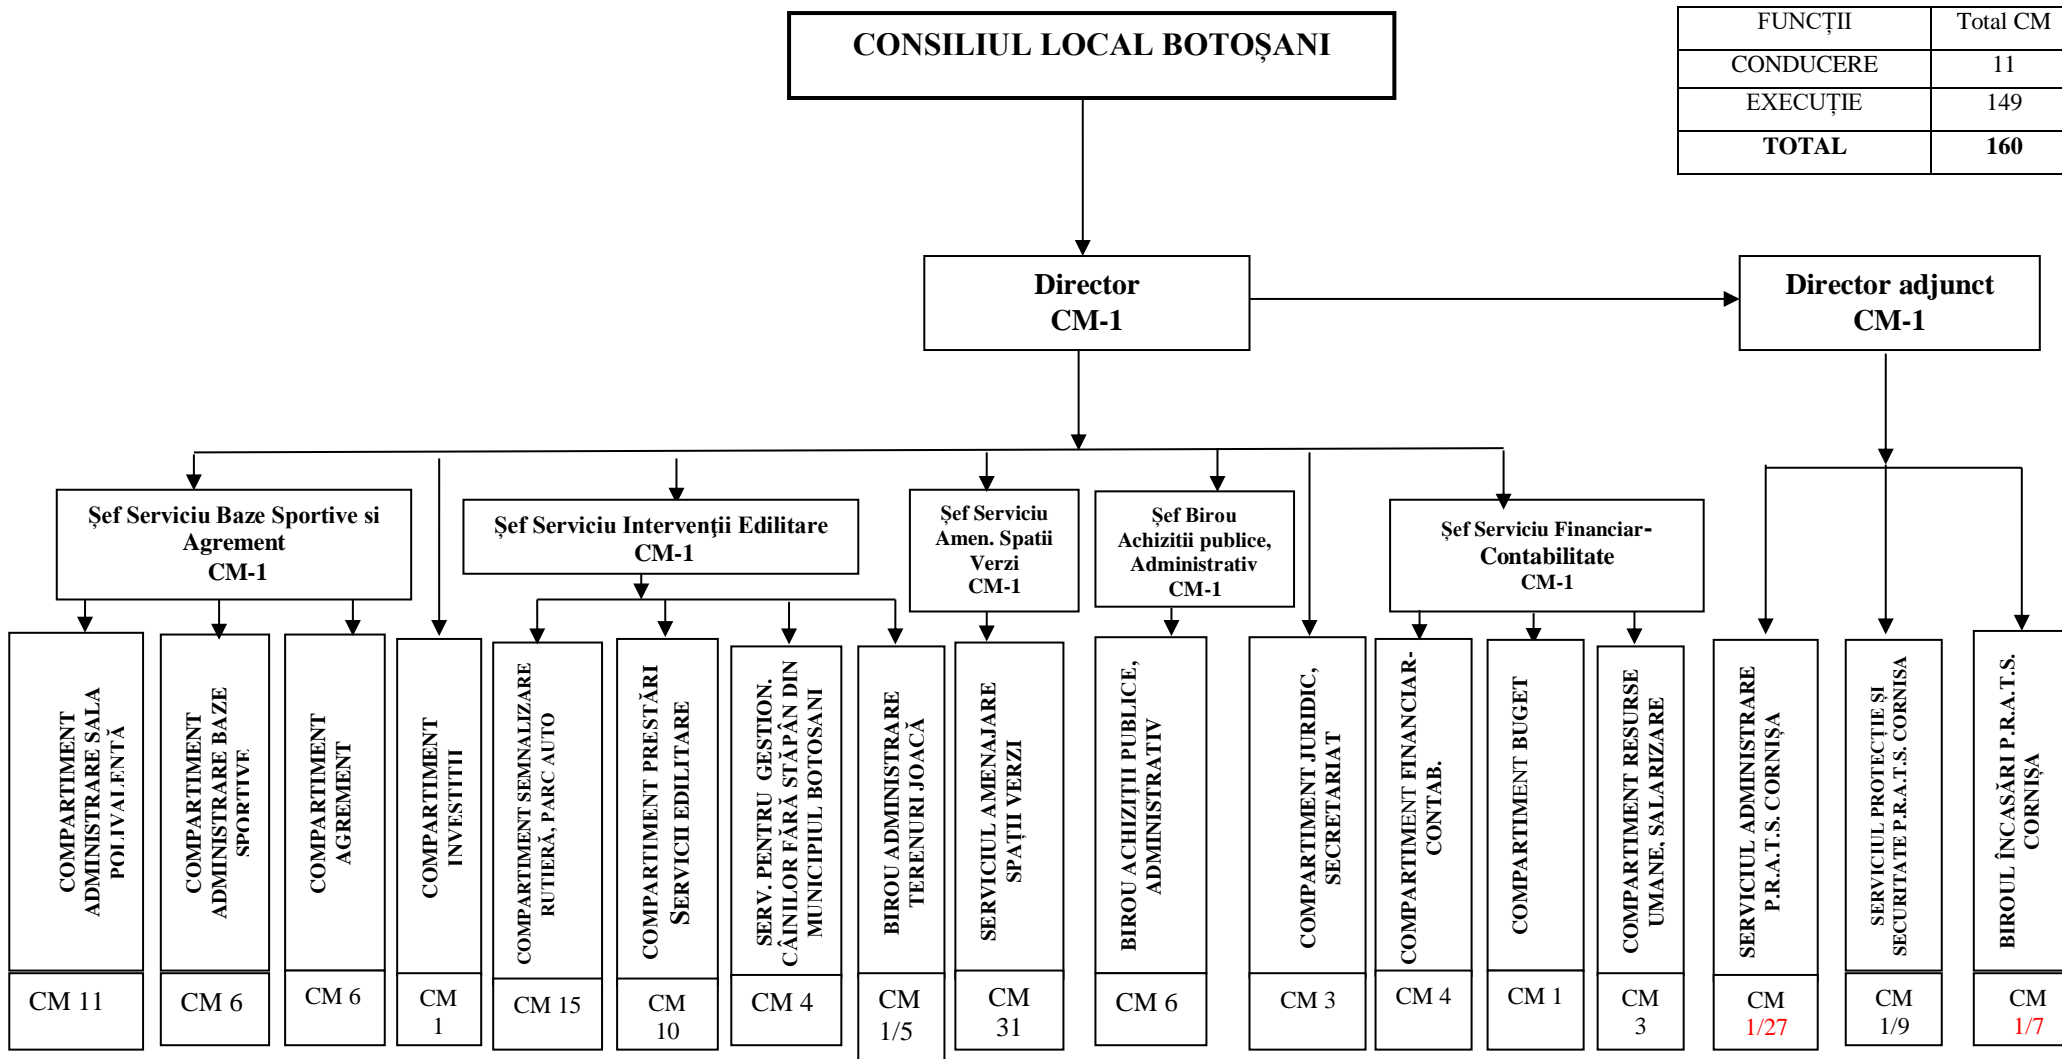 CONSILIUL LOCAL BOTOȘANI
FUNCȚII Total CM
CONDUCERE 11
EXECUȚIE 149
TOTAL 160
Director
CM-1
Director adjunct
CM-1
Șef Serviciu Baze Sportive si
Agrement
CM-1
Șef Serviciu Intervenţii Edilitare
CM-1
Șef Serviciu
Amen. Spatii
Verzi
CM-1
Șef Birou
Achizitii publice,
Administrativ
CM-1
Șef Serviciu Financiar-
Contabilitate
CM-1
COMPARTIMENT
ADMINISTRARE SALA
POLIVALENTĂ
CM 11
COMPARTIMENT
ADMINISTRARE BAZE
SPORTIVE
CM 6
COMPARTIMENT
AGREMENT
CM 6
COMPARTIMENT
INVESTITII
CM
1
COMPARTIMENT SEMNALIZARE
RUTIERĂ, PARC AUTO
CM 15
COMPARTIMENT PRESTĂRI
SERVICII EDILITARE
CM
10
SERV. PENTRU GESTION.
CÂINILOR FĂRĂ STĂPÂN DIN
MUNICIPIUL BOTOSANI
CM 4
BIROU ADMINISTRARE
TERENURI JOACĂ
CM
1/5
SERVICIUL AMENAJARE
SPAȚII VERZI
CM
31
BIROU ACHIZIȚII PUBLICE,
ADMINISTRATIV
CM 6
COMPARTIMENT JURIDIC,
SECRETARIAT
CM 3
COMPARTIMENT FINANCIAR-
CONTAB.
CM 4
COMPARTIMENT BUGET
CM 1
COMPARTIMENT RESURSE
UMANE, SALARIZARE
CM
3
SERVICIUL ADMINISTRARE
P.R.A.T.S. CORNIȘA
CM
1/27
SERVICIUL PROTECȚIE ȘI
SECURITATE P.R.A.T.S. CORNISA
CM
1/9
BIROUL ÎNCASĂRI P.R.A.T.S.
CORNIȘA
CM
1/7